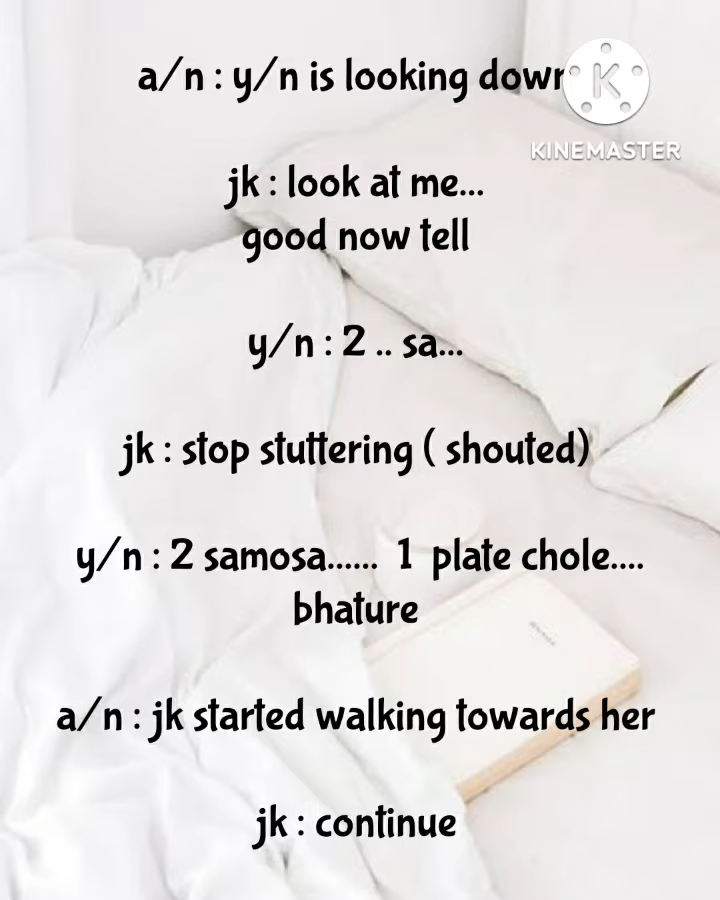 a/n : y/n is looking down
KINEMASTER
jk : look at me...
good now tell
y/n : 2 .. sa...
jk : stop stuttering ( shouted)
y/n : 2 samosa...... 1 plate chole....
bhature
a/n : jk started walking towards her
jk : continue